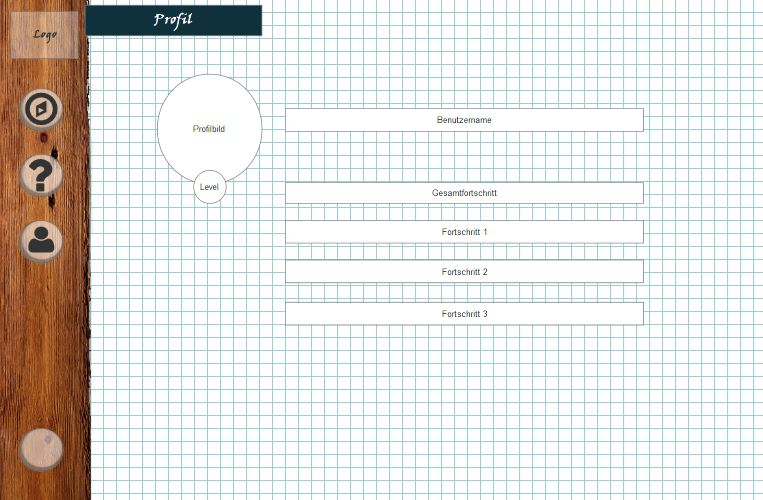 Logo
Profil
Profilbild
Level
Benutzername
Gesamtfortschritt
Fortschritt 1
Fortschritt 2
Fortschritt 3